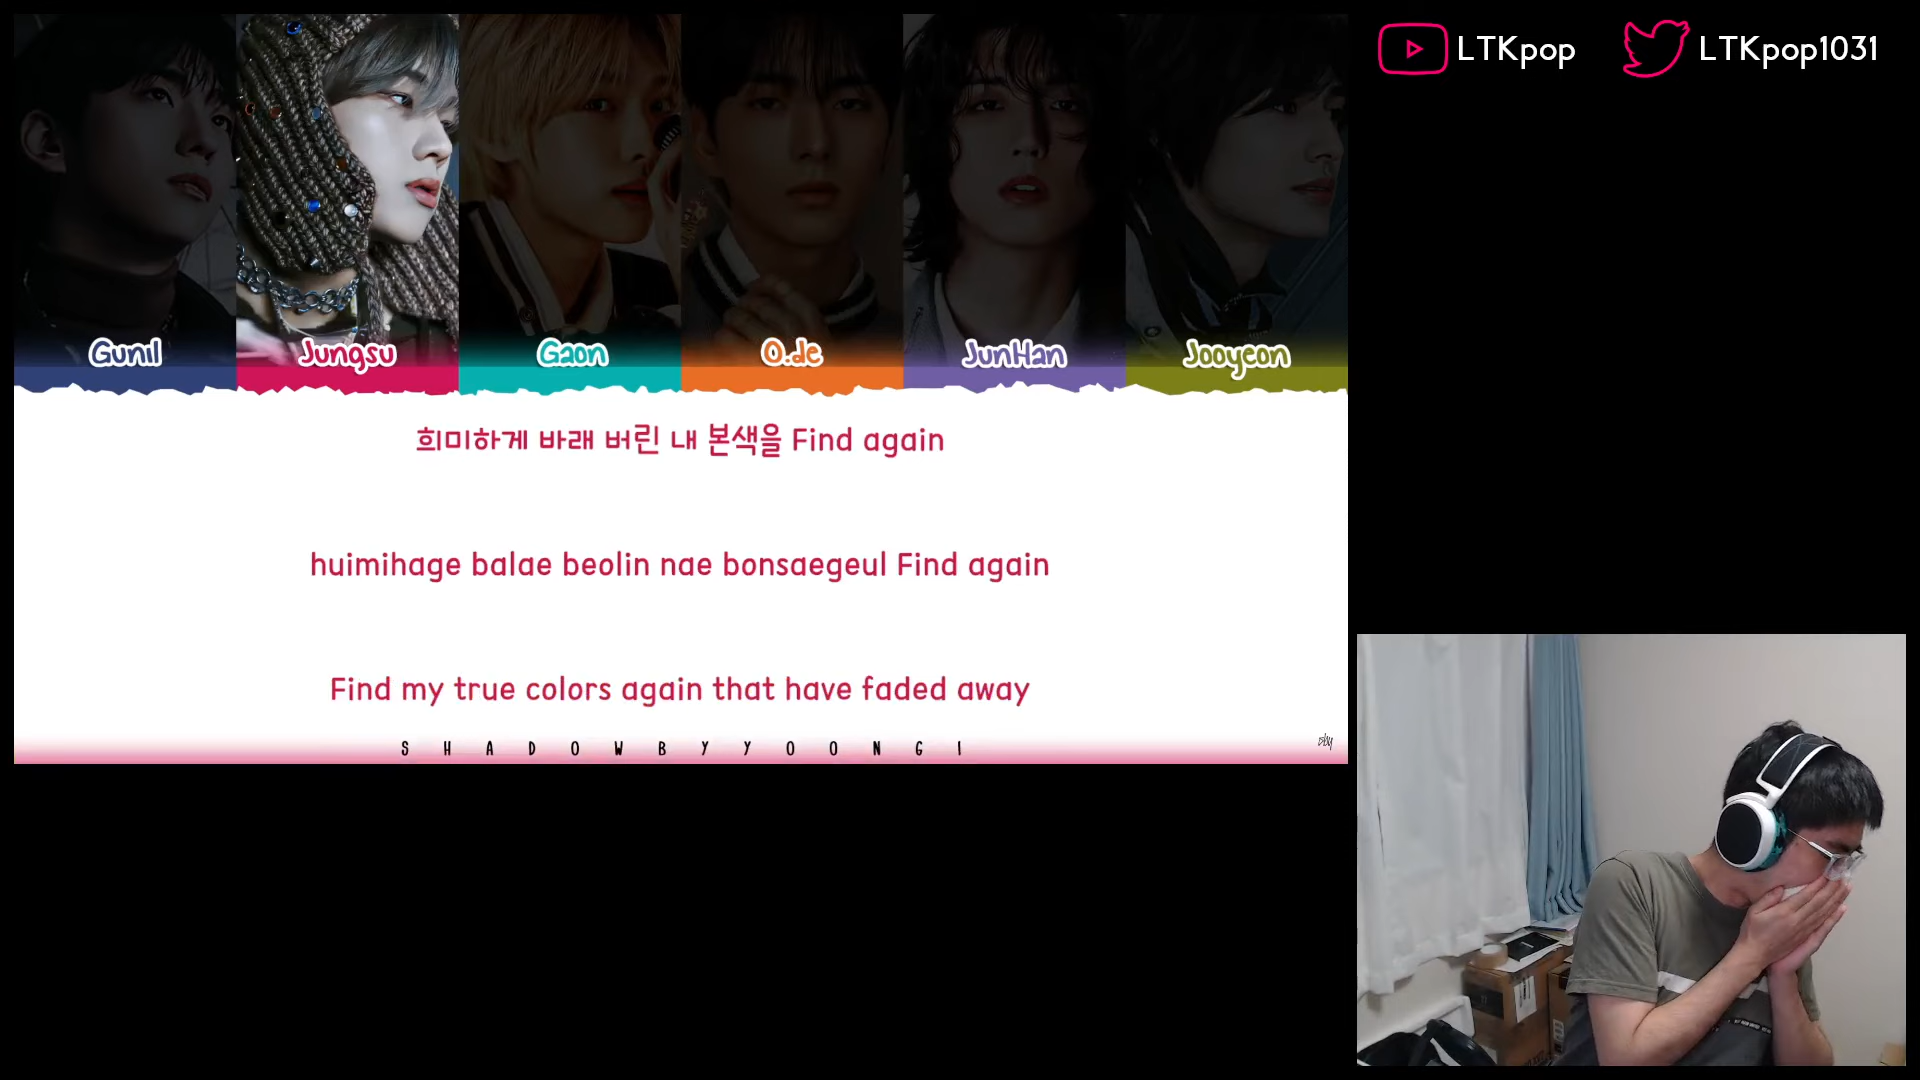 LTKpop LTKpop1031
Gunil Jungsu Gaon O.de JunHan Jooyeon
희미하게 바래 버린 내 본색을 Find again
huimihage balae beolin nae bonsaegeul Find again
Find my true colors again that have faded away
SHADOWBYYOONGI
sby